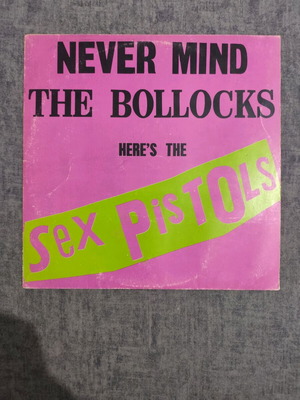 NEVER MIND
THE BOLLOCKS
HERE'S THE
Sex PiSTOLS